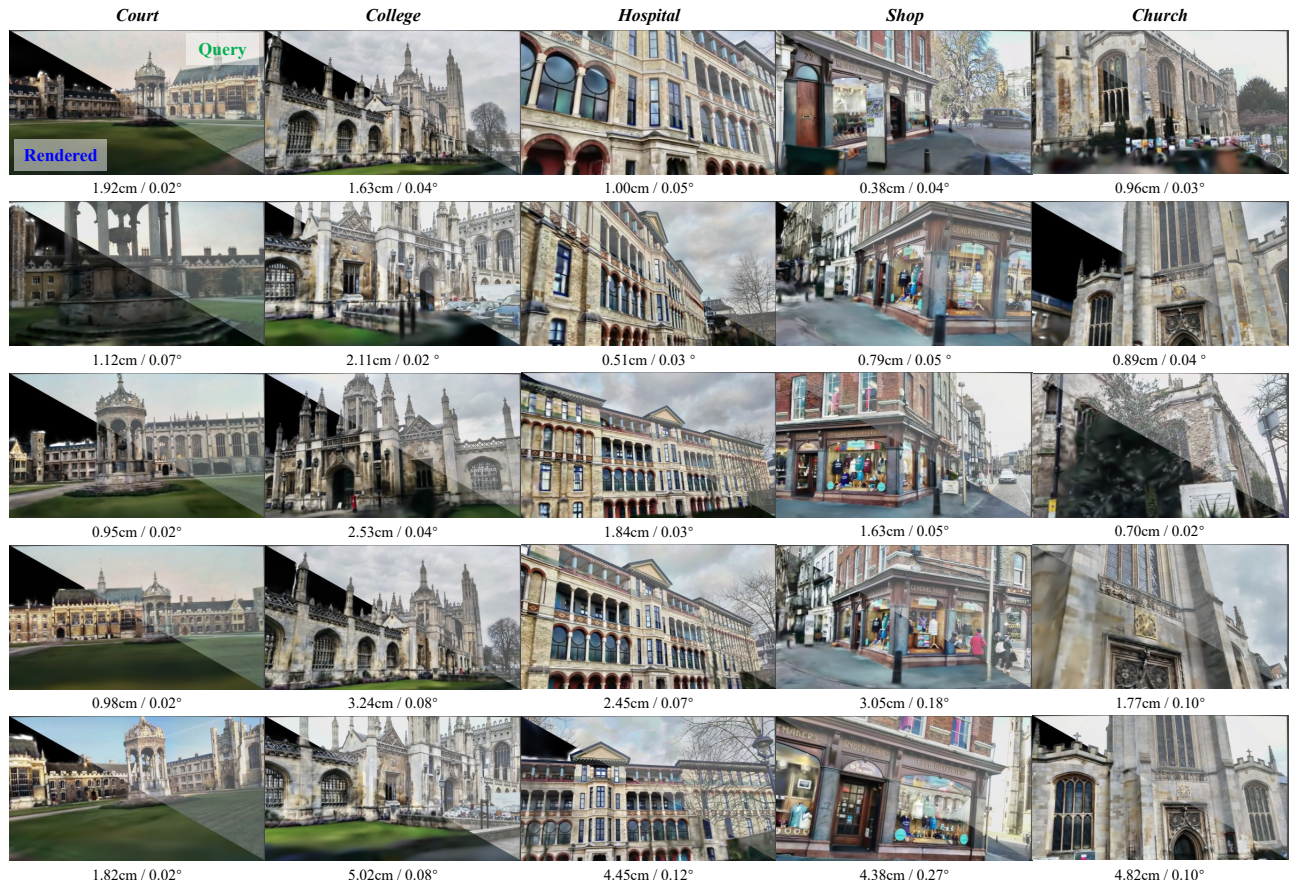 Court College Hospital Shop Church
Query
Rendered
1.92cm / 0.02° 1.63cm / 0.04° 1.00cm / 0.05° 0.38cm / 0.04° 0.96cm / 0.03°
1.12cm / 0.07° 2.11cm / 0.02 ° 0.51cm / 0.03 ° 0.79cm / 0.05 ° 0.89cm / 0.04 °
0.95cm / 0.02° 2.53cm / 0.04° 1.84cm / 0.03° 1.63cm / 0.05° 0.70cm / 0.02°
0.98cm / 0.02° 3.24cm / 0.08° 2.45cm / 0.07° 3.05cm / 0.18° 1.77cm / 0.10°
1.82cm / 0.02° 5.02cm / 0.08° 4.45cm / 0.12° 4.38cm / 0.27° 4.82cm / 0.10°